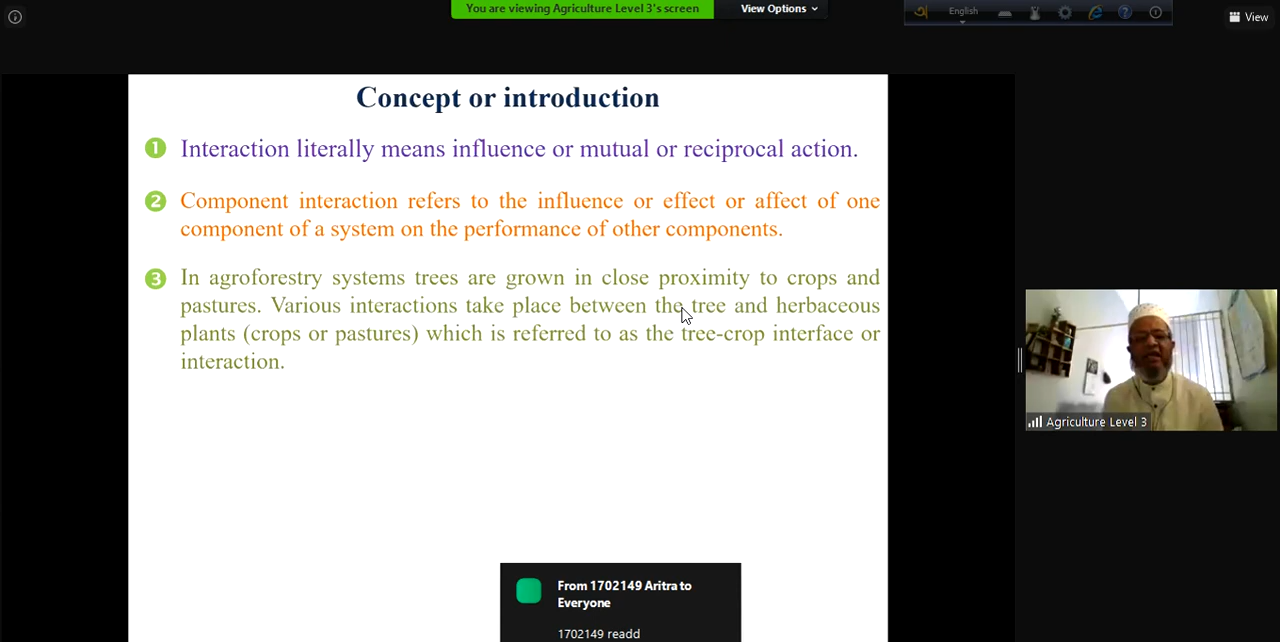 You are viewing Agriculture Level 3's screen
View Options
English
View
Concept or introduction
1 Interaction literally means influence or mutual or reciprocal action.
2 Component interaction refers to the influence or effect or affect of one
component of a system on the performance of other components.
3 In agroforestry systems trees are grown in close proximity to crops and
pastures. Various interactions take place between the tree and herbaceous
plants (crops or pastures) which is referred to as the tree-crop interface or
interaction.
Agriculture Level 3
From 1702149 Aritra to
Everyone
1702149 readd